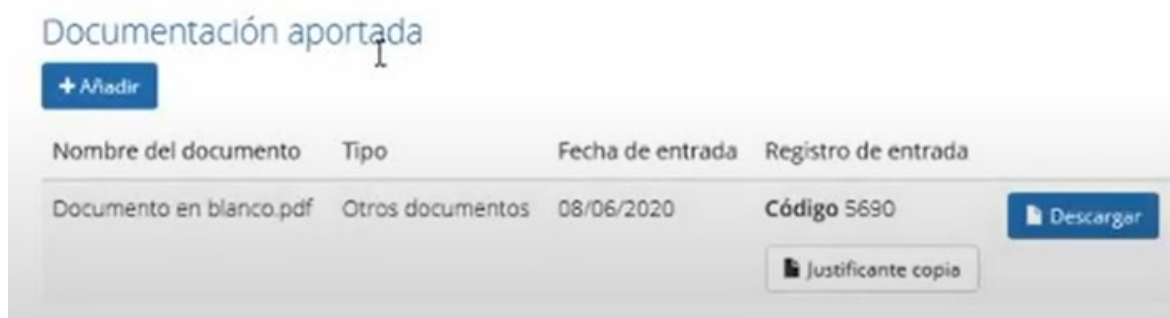 Documentación aportada
+ Añadir
Nombre del documento Tipo Fecha de entrada Registro de entrada
Documento en blanco.pdf Otros documentos 08/06/2020 Código 5690 Descargar
Justificante copia